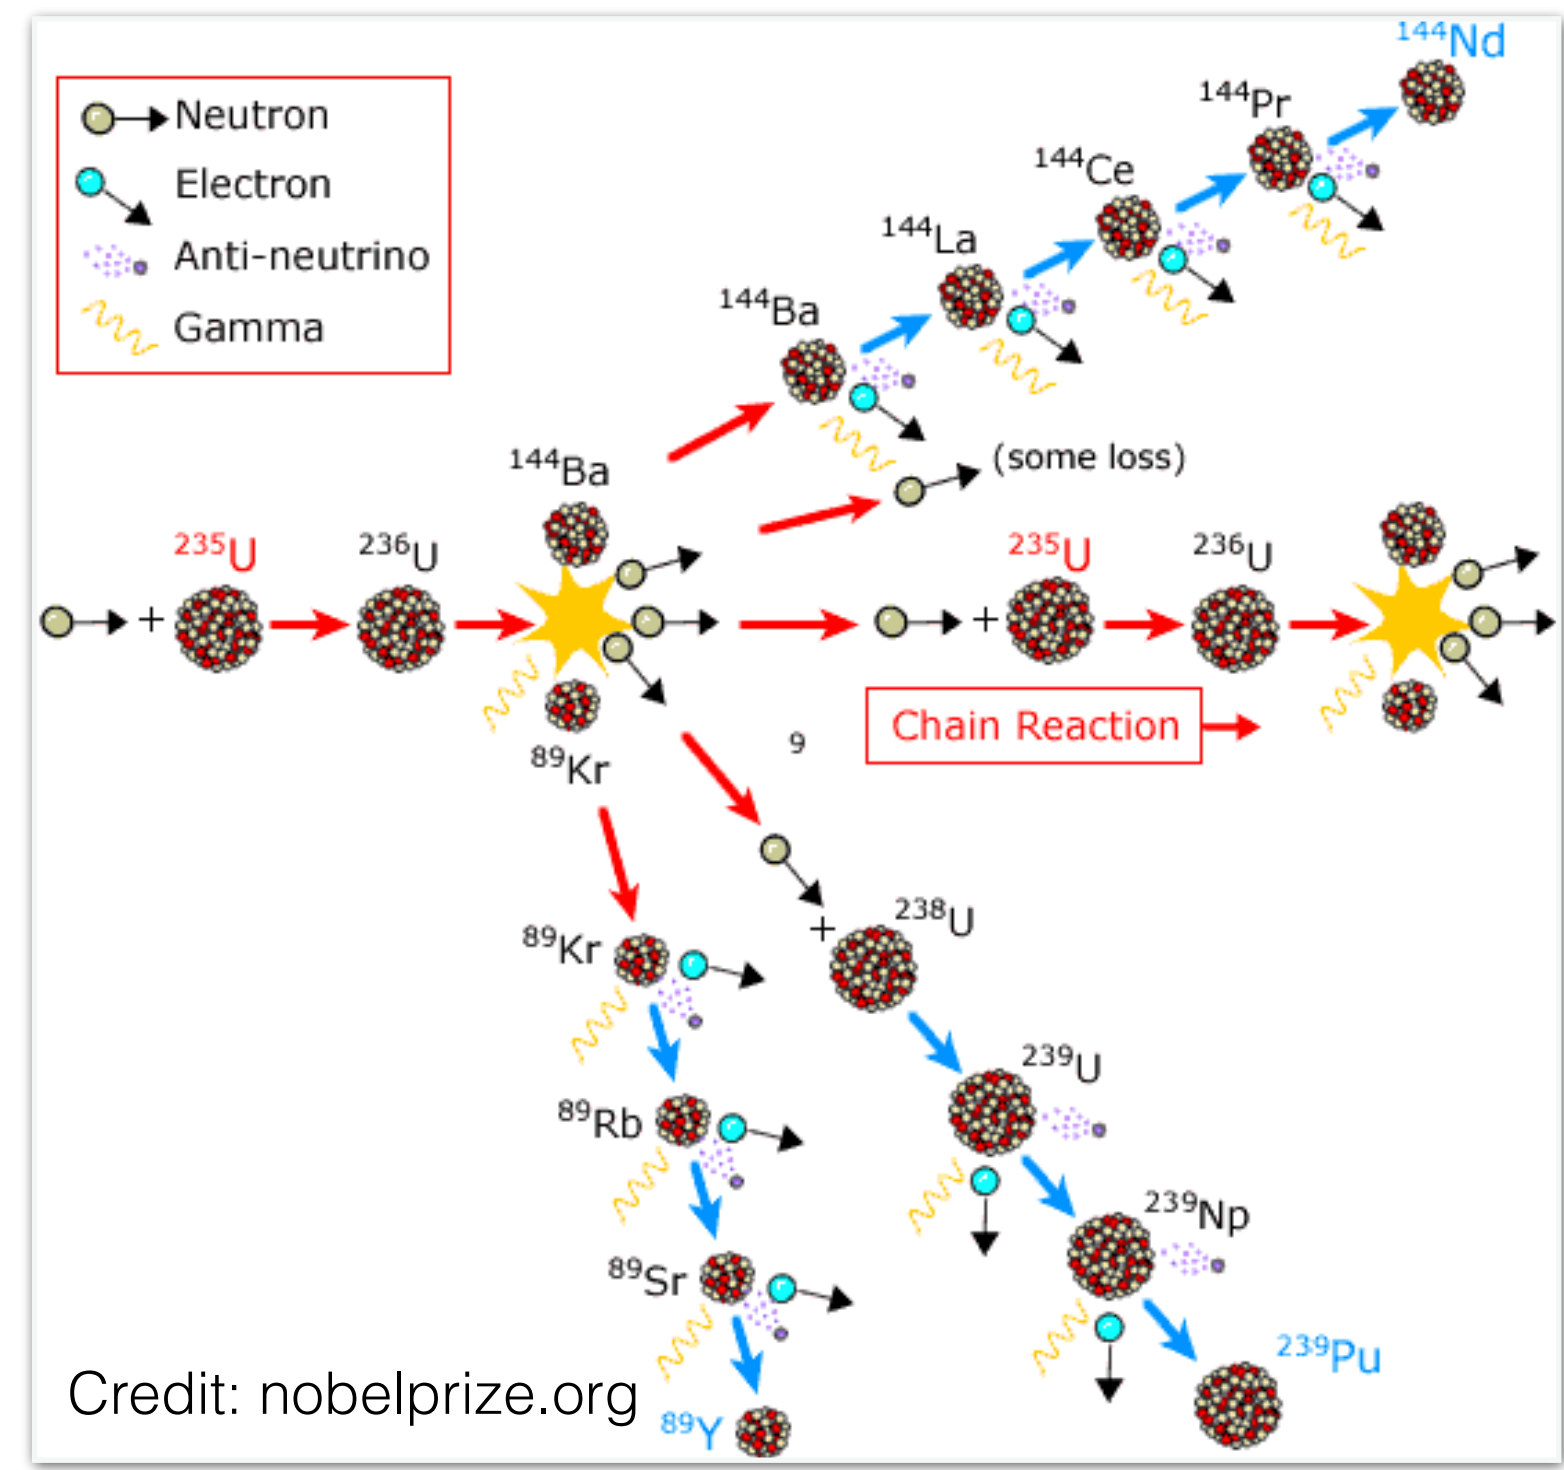 ¹⁴⁴Nd
¹⁴⁴Pr
Neutron
¹⁴⁴Ce
Electron
¹⁴⁴La
Anti-neutrino
¹⁴⁴Ba
Gamma
¹⁴⁴Ba
(some loss)
²³⁵U
²³⁶U
²³⁵U
²³⁶U
+
+
Chain Reaction
9
⁸⁹Kr
²³⁸U
+
⁸⁹Kr
²³⁹U
⁸⁹Rb
²³⁹Np
⁸⁹Sr
²³⁹Pu
Credit: nobelprize.org
⁸⁹Y